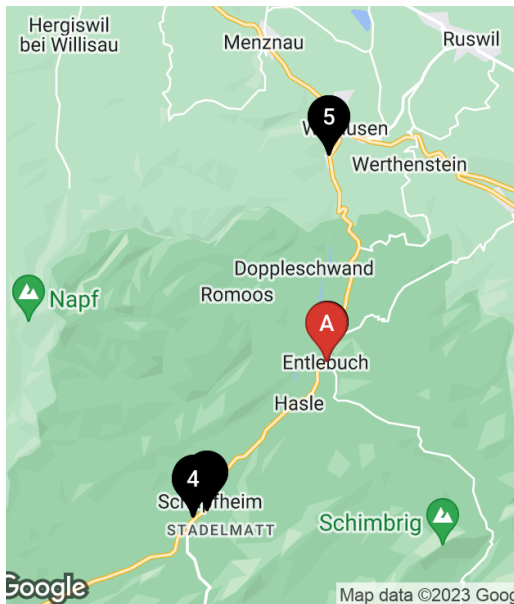 Hergiswil
bei Willisau
Menznau
Ruswil
5
Werthenstein
Doppleschwand
Romoos
Napf
A
Entlebuch
Hasle
4
STADELMATT
Schimbrig
Google
Map data ©2023 Goog